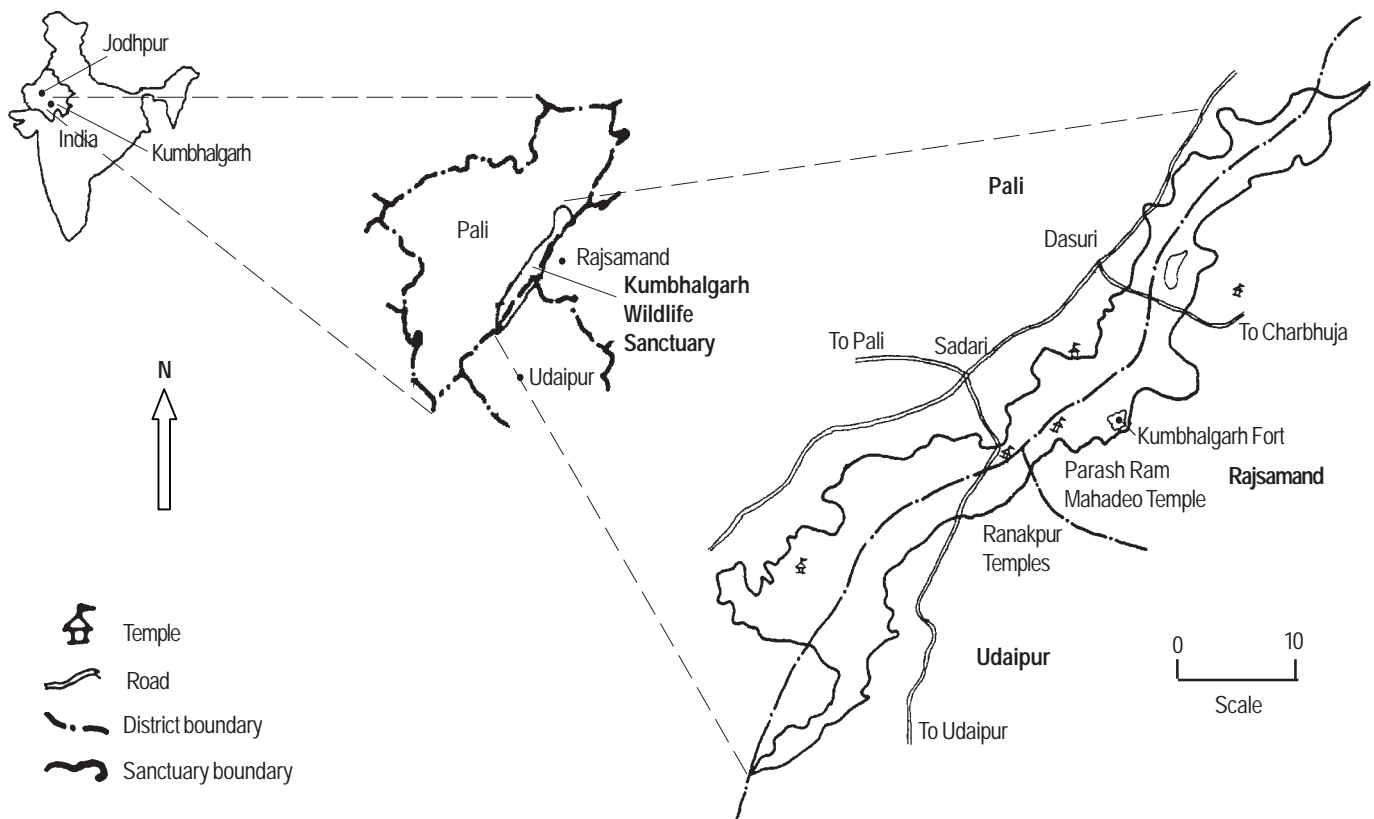 Jodhpur
India
Kumbhalgarh
Pali
Rajsamand
Kumbhalgarh
Wildlife
Sanctuary
Udaipur
N
Temple
Road
District boundary
Sanctuary boundary
Pali
Dasuri
To Charbhuja
To Pali
Sadari
Kumbhalgarh Fort
Parash Ram
Mahadeo Temple
Rajsamand
Ranakpur
Temples
Udaipur
To Udaipur
0 10
Scale